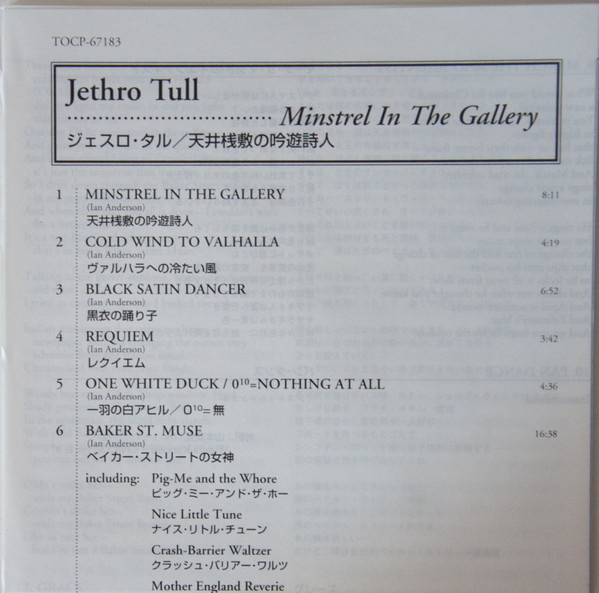 TOCP-67183
Jethro Tull
Minstrel In The Gallery
ジェスロ・タル／天井桟敷の吟遊詩人
1 MINSTREL IN THE GALLERY 8:11
(Ian Anderson)
天井桟敷の吟遊詩人
2 COLD WIND TO VALHALLA 4:19
(Ian Anderson)
ヴァルハラへの冷たい風
3 BLACK SATIN DANCER 6:52
(Ian Anderson)
黒衣の踊り子
4 REQUIEM 3:42
(Ian Anderson)
レクイエム
5 ONE WHITE DUCK / 0¹⁰=NOTHING AT ALL 4:36
(Ian Anderson)
一羽の白アヒル／0¹⁰=無
6 BAKER ST. MUSE 16:38
(Ian Anderson)
ベイカー・ストリートの女神
including: Pig-Me and the Whore
ピッグ・ミー・アンド・ザ・ホー
Nice Little Tune
ナイス・リトル・チューン
Crash-Barrier Waltzer
クラッシュ・バリアー・ワルツ
Mother England Reverie